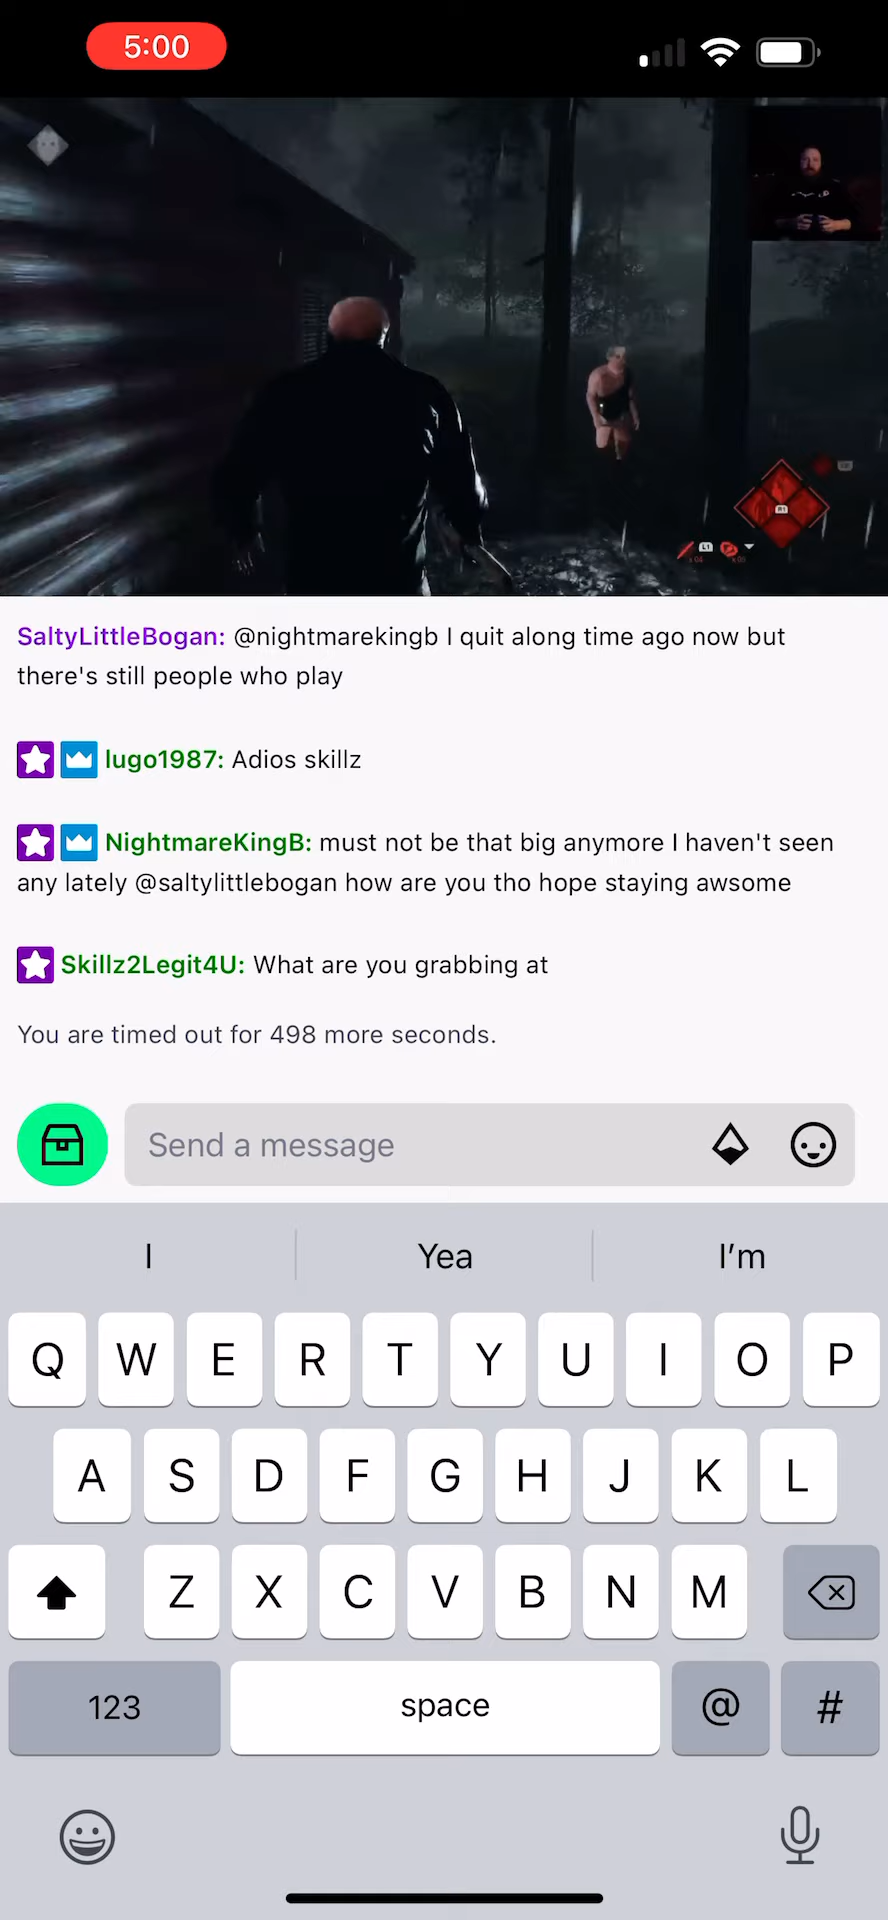 5:00
R1
L1
SaltyLittleBogan: @nightmarekingb I quit along time ago now but
there's still people who play
lugo1987: Adios skillz
NightmareKingB: must not be that big anymore I haven't seen
any lately @saltylittlebogan how are you tho hope staying awsome
Skillz2Legit4U: What are you grabbing at
You are timed out for 498 more seconds.
Send a message
I Yea I'm
Q W E R T Y U I O P
A S D F G H J K L
Z X C V B N M
123 space @ #